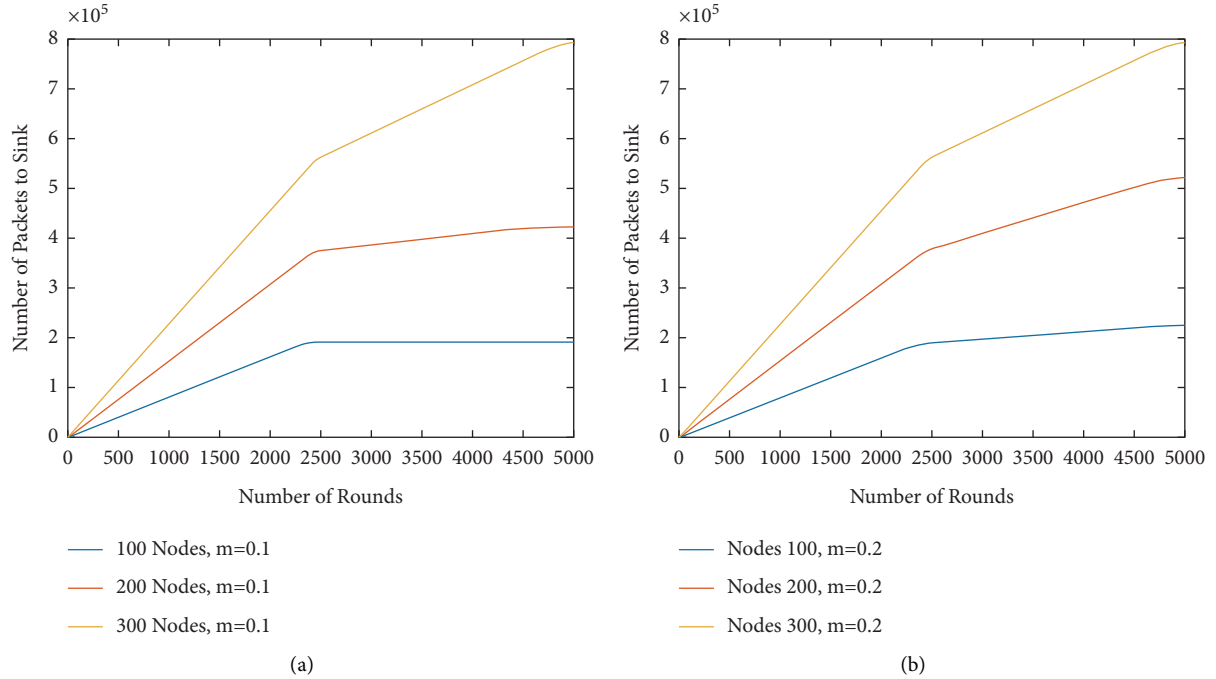 ×10⁵
8
7
6
5
4
3
2
1
0
Number of Packets to Sink
0 500 1000 1500 2000 2500 3000 3500 4000 4500 5000
Number of Rounds
100 Nodes, m=0.1
200 Nodes, m=0.1
300 Nodes, m=0.1
(a)
×10⁵
8
7
6
5
4
3
2
1
0
Number of Packets to Sink
0 500 1000 1500 2000 2500 3000 3500 4000 4500 5000
Number of Rounds
Nodes 100, m=0.2
Nodes 200, m=0.2
Nodes 300, m=0.2
(b)